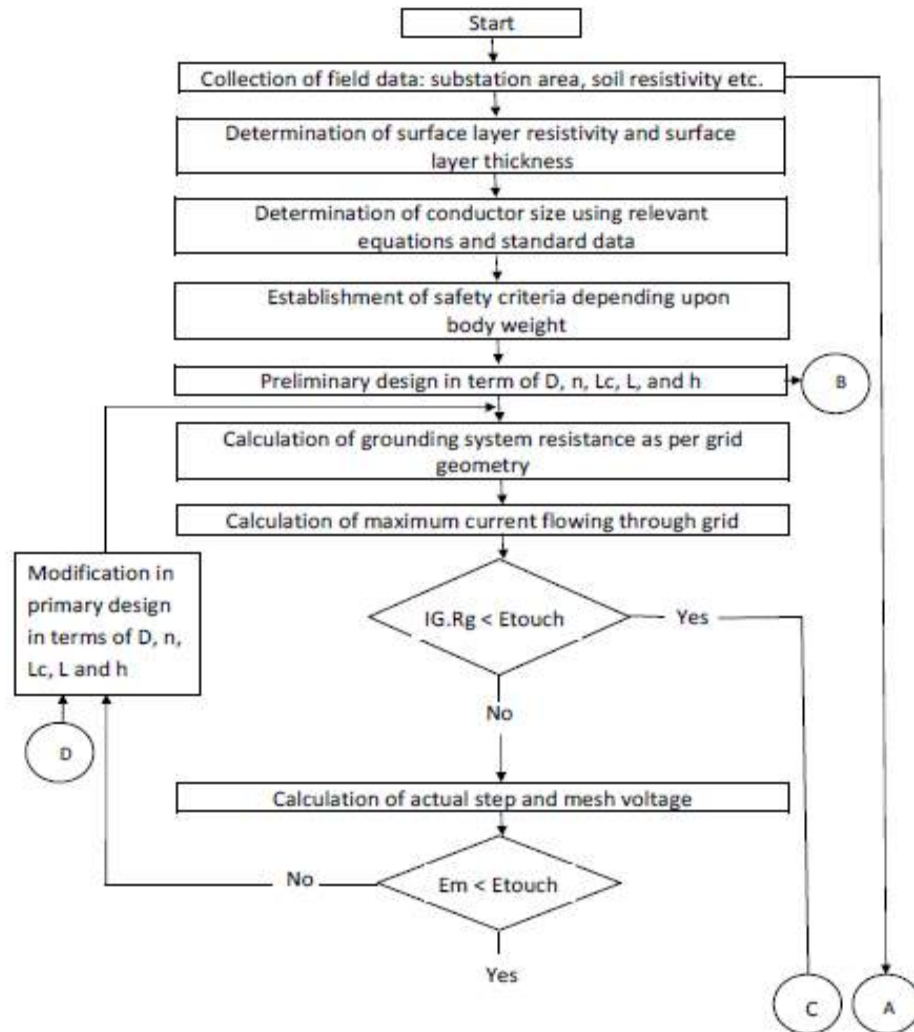 Start
Collection of field data: substation area, soil resistivity etc.
Determination of surface layer resistivity and surface
layer thickness
Determination of conductor size using relevant
equations and standard data
Establishment of safety criteria depending upon
body weight
Preliminary design in term of D, n, Lc, L, and h
B
Calculation of grounding system resistance as per grid
geometry
Calculation of maximum current flowing through grid
Modification in
primary design
in terms of D, n,
Lc, L and h
IG.Rg < Etouch
Yes
No
D
Calculation of actual step and mesh voltage
No
Em < Etouch
Yes
C
A